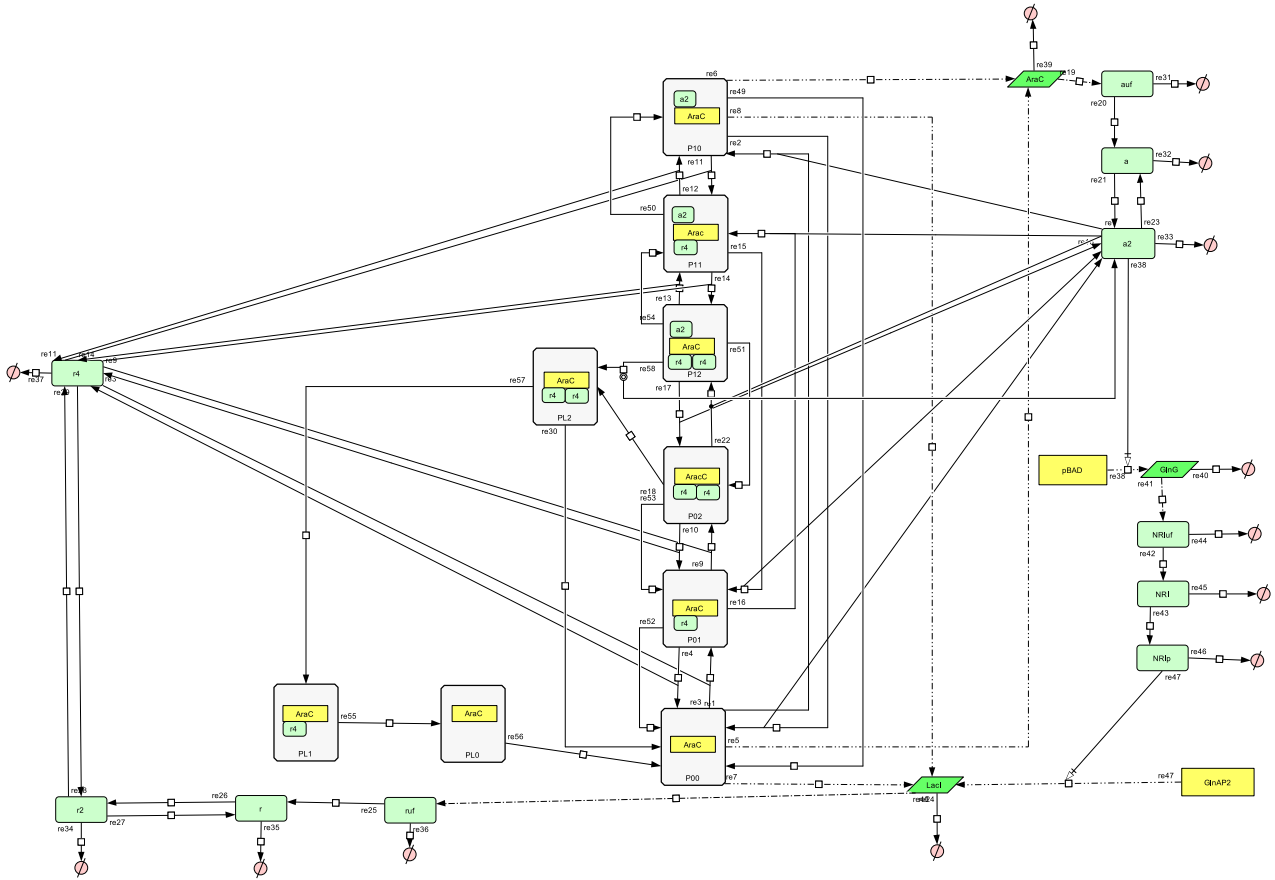 re39
AraC
re19
auf
re31
re20
a
re32
re21
re23
a2
re33
re38
re6
re49
re8
re2
a2
AraC
P10
re11
re12
re50
a2
Arac
r4
P11
re15
re14
re13
re54
a2
AraC
r4
r4
P12
re51
re58
re17
re11
re14
re9
r4
re37
re57
AraC
r4
r4
PL2
re30
re22
AracC
r4
r4
P02
re18
re53
re10
re9
AraC
r4
P01
re16
re52
re4
re3
re1
AraC
P00
re5
re7
pBAD
re38
GlnG
re41
re40
NRIuf
re44
re42
NRI
re45
re43
NRIp
re46
re47
AraC
r4
PL1
re55
AraC
PL0
re56
LacI
re47
GlnAP2
r2
re34
re27
re26
r
re35
re25
ruf
re36